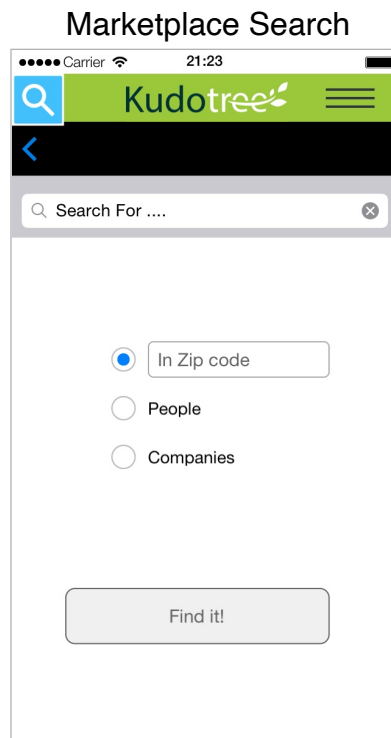 Marketplace Search
Carrier 21:23
Kudotree
Search For ....
In Zip code
People
Companies
Find it!